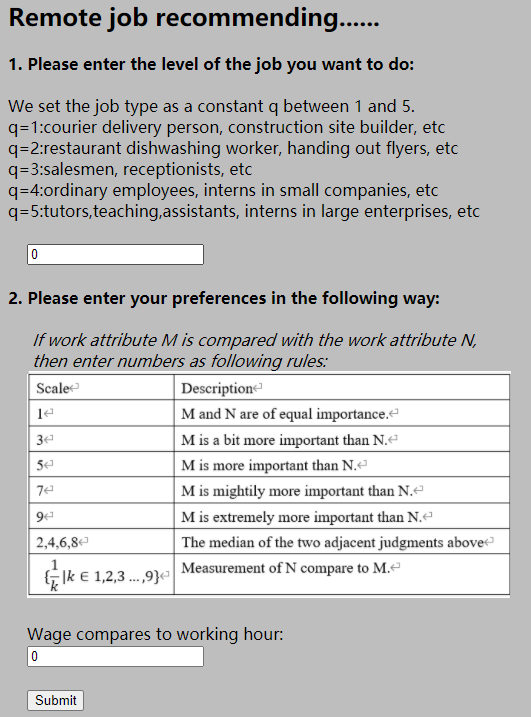 Remote job recommending......
1. Please enter the level of the job you want to do:
We set the job type as a constant q between 1 and 5.
q=1:courier delivery person, construction site builder, etc
q=2:restaurant dishwashing worker, handing out flyers, etc
q=3:salesmen, receptionists, etc
q=4:ordinary employees, interns in small companies, etc
q=5:tutors,teaching,assistants, interns in large enterprises, etc
0
2. Please enter your preferences in the following way:
If work attribute M is compared with the work attribute N,
then enter numbers as following rules:
Scale↵ Description↵
1↵ M and N are of equal importance.↵
3↵ M is a bit more important than N.↵
5↵ M is more important than N.↵
7↵ M is mightily more important than N.↵
9↵ M is extremely more important than N.↵
2,4,6,8↵ The median of the two adjacent judgments above↵
{1/k |k ∈ 1,2,3 ...,9}↵ Measurement of N compare to M.↵
Wage compares to working hour:
0
Submit